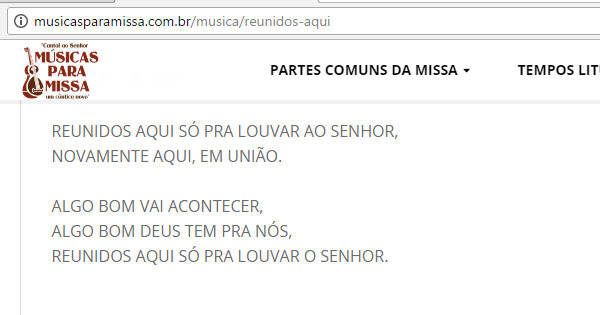 musicasparamissa.com.br/musica/reunidos-aqui
"Cantai ao Senhor
MÚSICAS
PARA
MISSA
um cântico novo"
PARTES COMUNS DA MISSA
TEMPOS LITU
REUNIDOS AQUI SÓ PRA LOUVAR AO SENHOR,
NOVAMENTE AQUI, EM UNIÃO.
ALGO BOM VAI ACONTECER,
ALGO BOM DEUS TEM PRA NÓS,
REUNIDOS AQUI SÓ PRA LOUVAR O SENHOR.